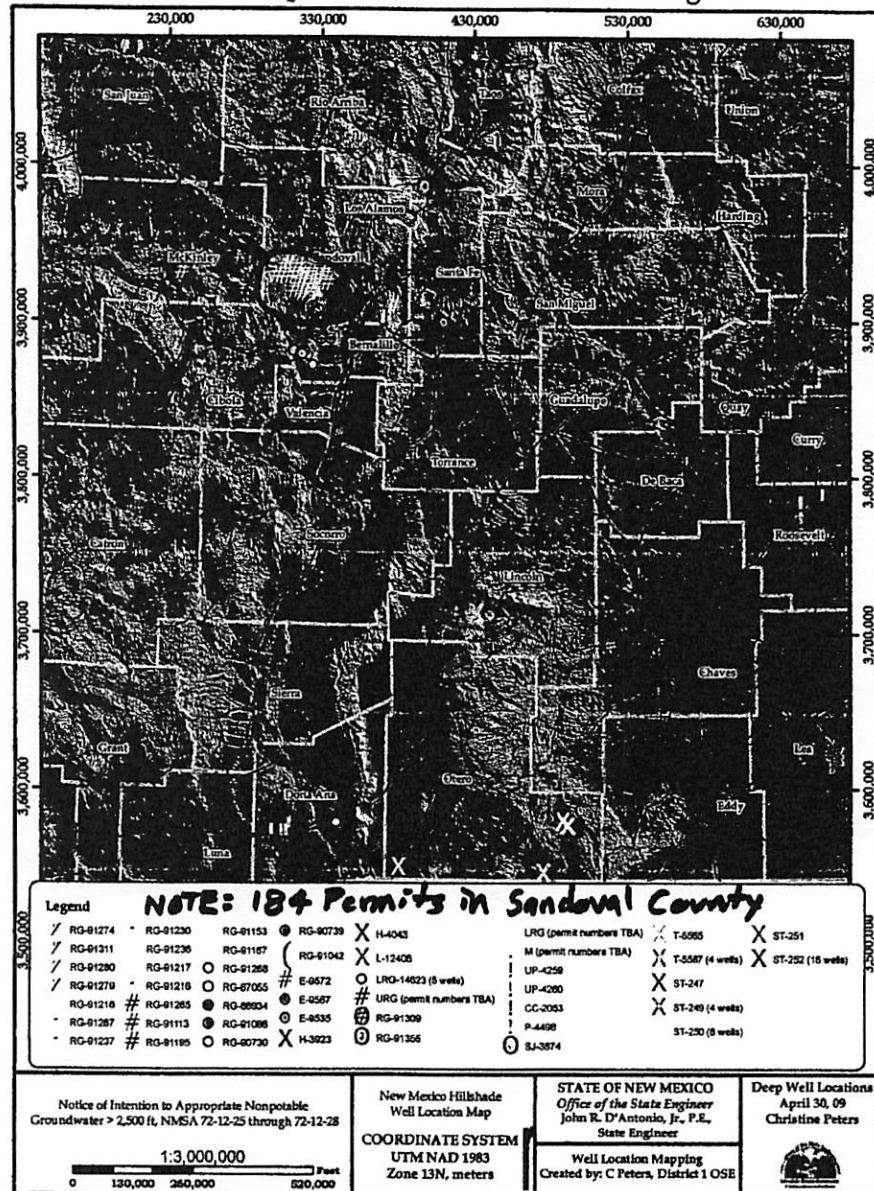 230,000 330,000 430,000 530,000 630,000
San Juan
Rio Arriba
Taos
Colfax
Union
4,000,000 4,000,000
Los Alamos
Mora
Harding
McKinley
Sandoval
Santa Fe
San Miguel
3,900,000 3,900,000
Bernalillo
Cibola
Valencia
Guadalupe
Quay
Curry
Torrance
De Baca
3,800,000 3,800,000
Catron
Socorro
Roosevelt
Lincoln
3,700,000 3,700,000
Chaves
Sierra
Grant
Otero
Lea
3,600,000 3,600,000
Dona Ana
Eddy
Luna
3,500,000 3,500,000
Legend
NOTE: 184 Permits in Sandoval County
RG-91274
RG-91311
RG-91280
RG-91279
RG-91216
RG-91287
RG-91237
RG-91230
RG-91236
RG-91217
RG-91216
RG-91265
RG-91113
RG-91195
RG-91153
RG-91167
RG-91268
RG-67055
RG-88934
RG-91086
RG-90730
RG-90739
RG-91042
E-9572
E-9567
E-9535
H-3923
H-4043
L-12408
LRG-14623 (5 wells)
URG (permit numbers TBA)
RG-91309
RG-91355
LRG (permit numbers TBA)
M (permit numbers TBA)
UP-4259
UP-4260
CC-2053
P-4498
SJ-3874
T-5565
T-5567 (4 wells)
ST-247
ST-249 (4 wells)
ST-250 (8 wells)
ST-251
ST-252 (16 wells)
Notice of Intention to Appropriate Nonpotable
Groundwater > 2,500 ft, NMSA 72-12-25 through 72-12-28
1:3,000,000
Feet
0 130,000 260,000 520,000
New Mexico Hillshade
Well Location Map
COORDINATE SYSTEM
UTM NAD 1983
Zone 13N, meters
STATE OF NEW MEXICO
Office of the State Engineer
John R. D'Antonio, Jr., P.E.,
State Engineer
Well Location Mapping
Created by: C Peters, District 1 OSE
Deep Well Locations
April 30, 09
Christine Peters